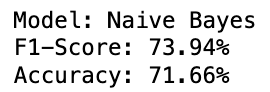 Model: Naive Bayes
F1-Score: 73.94%
Accuracy: 71.66%